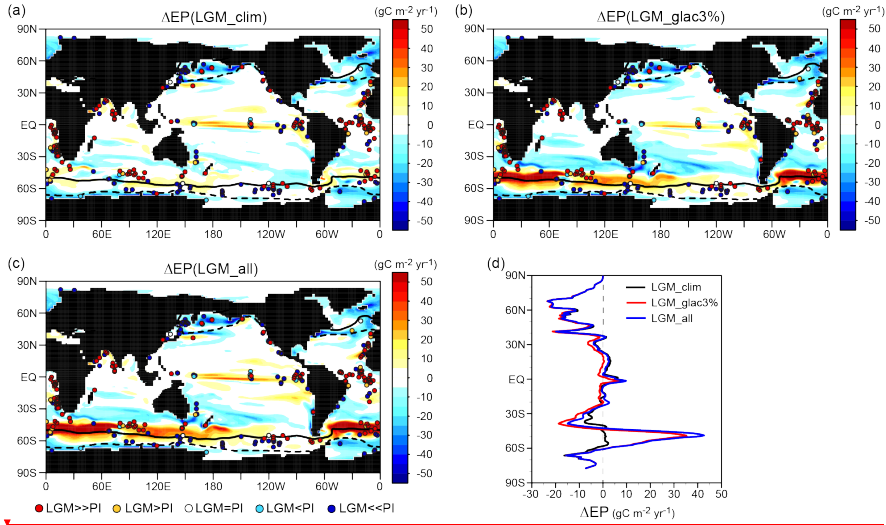 (a) ΔEP(LGM_clim) (gC m-2 yr-1)
90N
60N
30N
EQ
30S
60S
90S
0 60E 120E 180 120W 60W 0
50
40
30
20
10
0
-10
-20
-30
-40
-50
(b) ΔEP(LGM_glac3%) (gC m-2 yr-1)
90N
60N
30N
EQ
30S
60S
90S
0 60E 120E 180 120W 60W 0
50
40
30
20
10
0
-10
-20
-30
-40
-50
(c) ΔEP(LGM_all) (gC m-2 yr-1)
90N
60N
30N
EQ
30S
60S
90S
0 60E 120E 180 120W 60W 0
50
40
30
20
10
0
-10
-20
-30
-40
-50
LGM>>PI LGM>PI LGM=PI LGM<PI LGM<<PI
(d)
90N
60N
30N
EQ
30S
60S
90S
LGM_clim
LGM_glac3%
LGM_all
-30 -20 -10 0 10 20 30 40 50
ΔEP (gC m-2 yr-1)